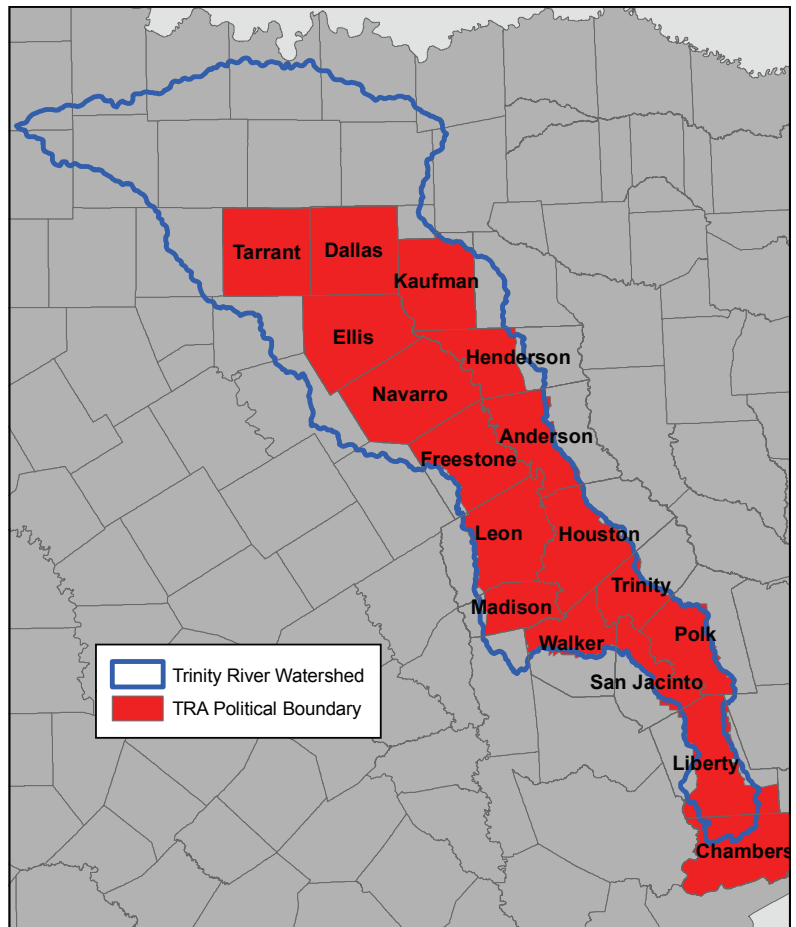 Tarrant
Dallas
Kaufman
Ellis
Henderson
Navarro
Anderson
Freestone
Leon
Houston
Trinity
Madison
Polk
Walker
San Jacinto
Liberty
Chambers
Trinity River Watershed
TRA Political Boundary